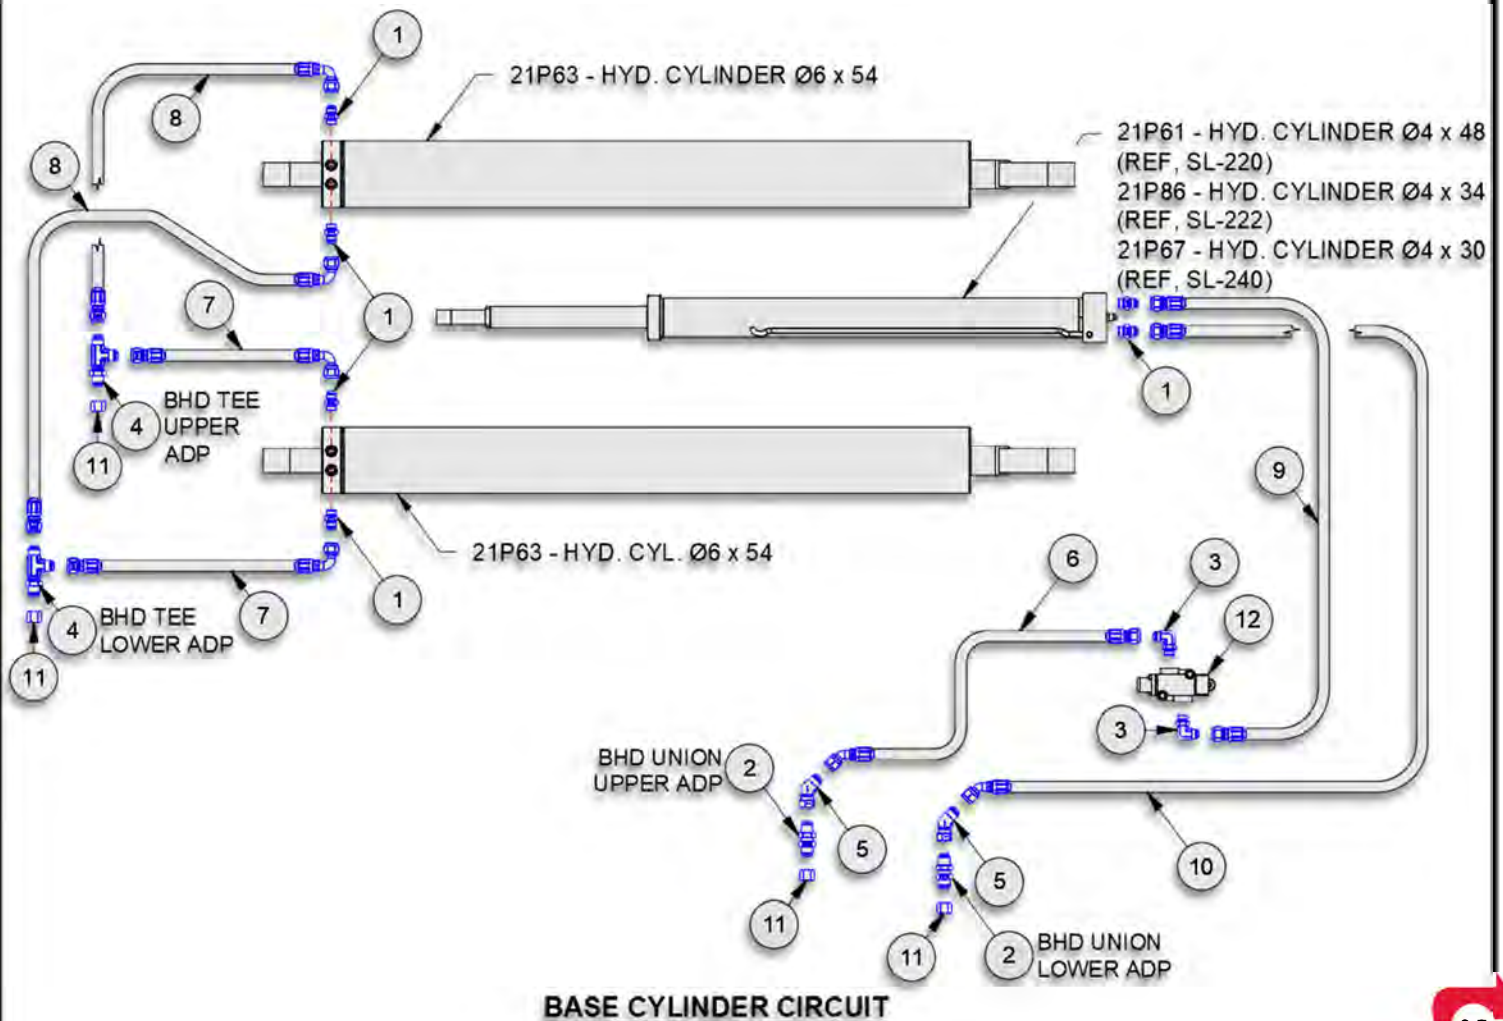 1
21P63 - HYD. CYLINDER Ø6 x 54
8
21P61 - HYD. CYLINDER Ø4 x 48
(REF, SL-220)
21P86 - HYD. CYLINDER Ø4 x 34
(REF, SL-222)
21P67 - HYD. CYLINDER Ø4 x 30
(REF, SL-240)
8
7
1
1
4
BHD TEE
UPPER
ADP
11
9
21P63 - HYD. CYL. Ø6 x 54
1
7
4
BHD TEE
LOWER ADP
11
6
3
12
3
BHD UNION
UPPER ADP
2
5
10
5
11
11
2
BHD UNION
LOWER ADP
BASE CYLINDER CIRCUIT